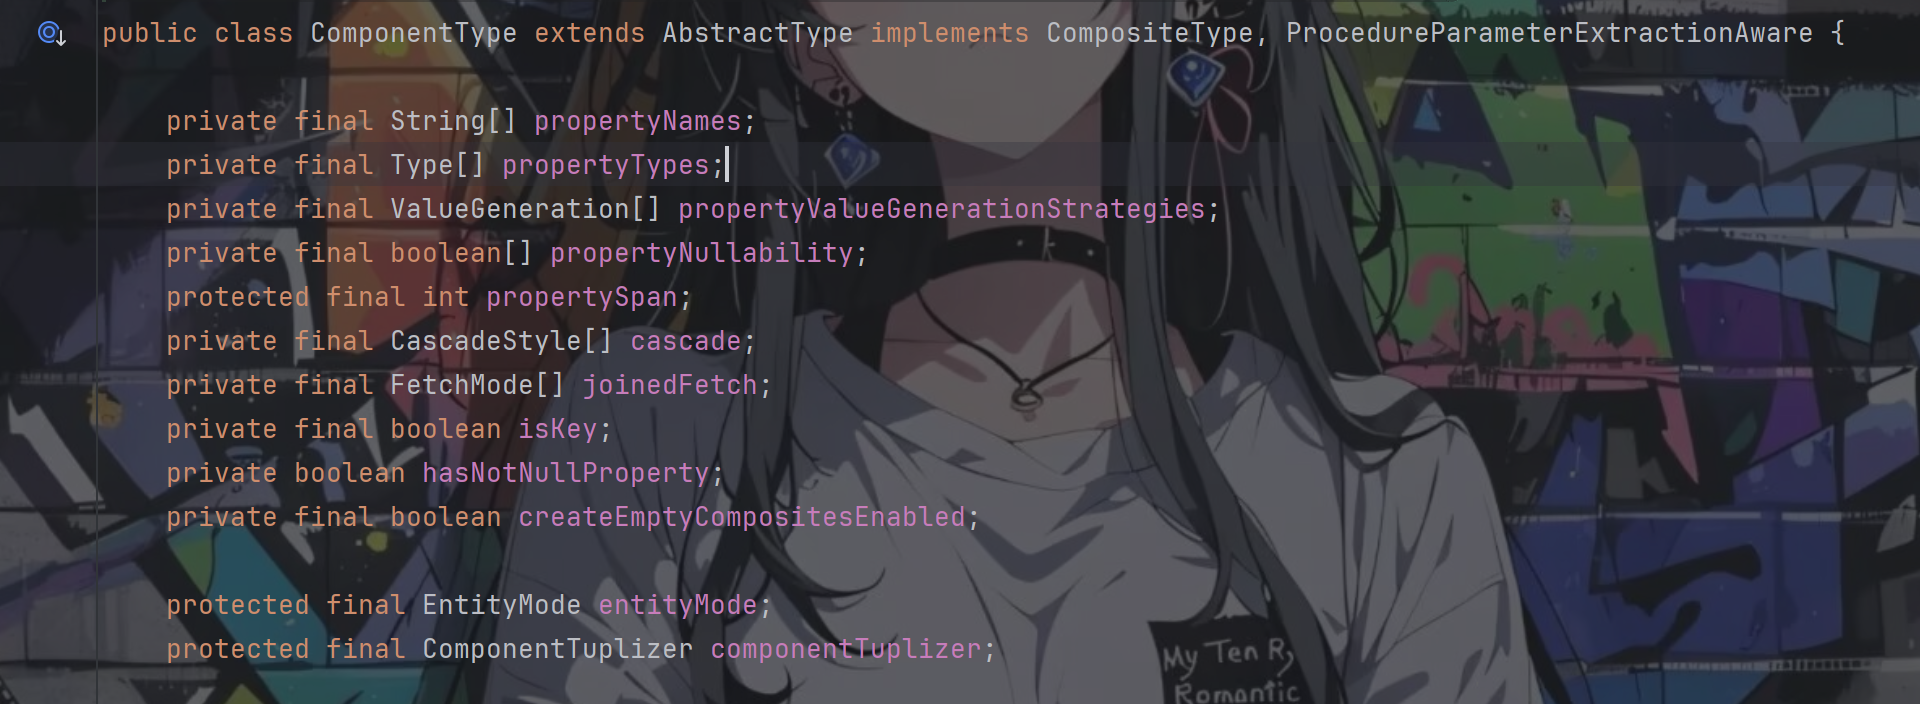 public class ComponentType extends AbstractType implements CompositeType, ProcedureParameterExtractionAware {
private final String[] propertyNames;
private final Type[] propertyTypes;
private final ValueGeneration[] propertyValueGenerationStrategies;
private final boolean[] propertyNullability;
protected final int propertySpan;
private final CascadeStyle[] cascade;
private final FetchMode[] joinedFetch;
private final boolean isKey;
private boolean hasNotNullProperty;
private final boolean createEmptyCompositesEnabled;
protected final EntityMode entityMode;
protected final ComponentTuplizer componentTuplizer;
My Ten R
Romantic